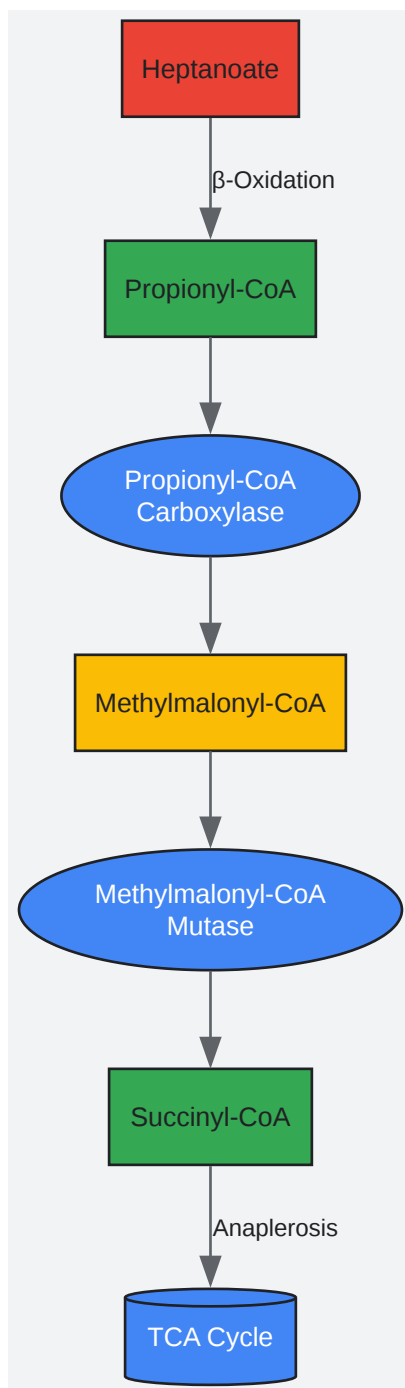 Heptanoate
β-Oxidation
Propionyl-CoA
Propionyl-CoA
Carboxylase
Methylmalonyl-CoA
Methylmalonyl-CoA
Mutase
Succinyl-CoA
Anaplerosis
TCA Cycle